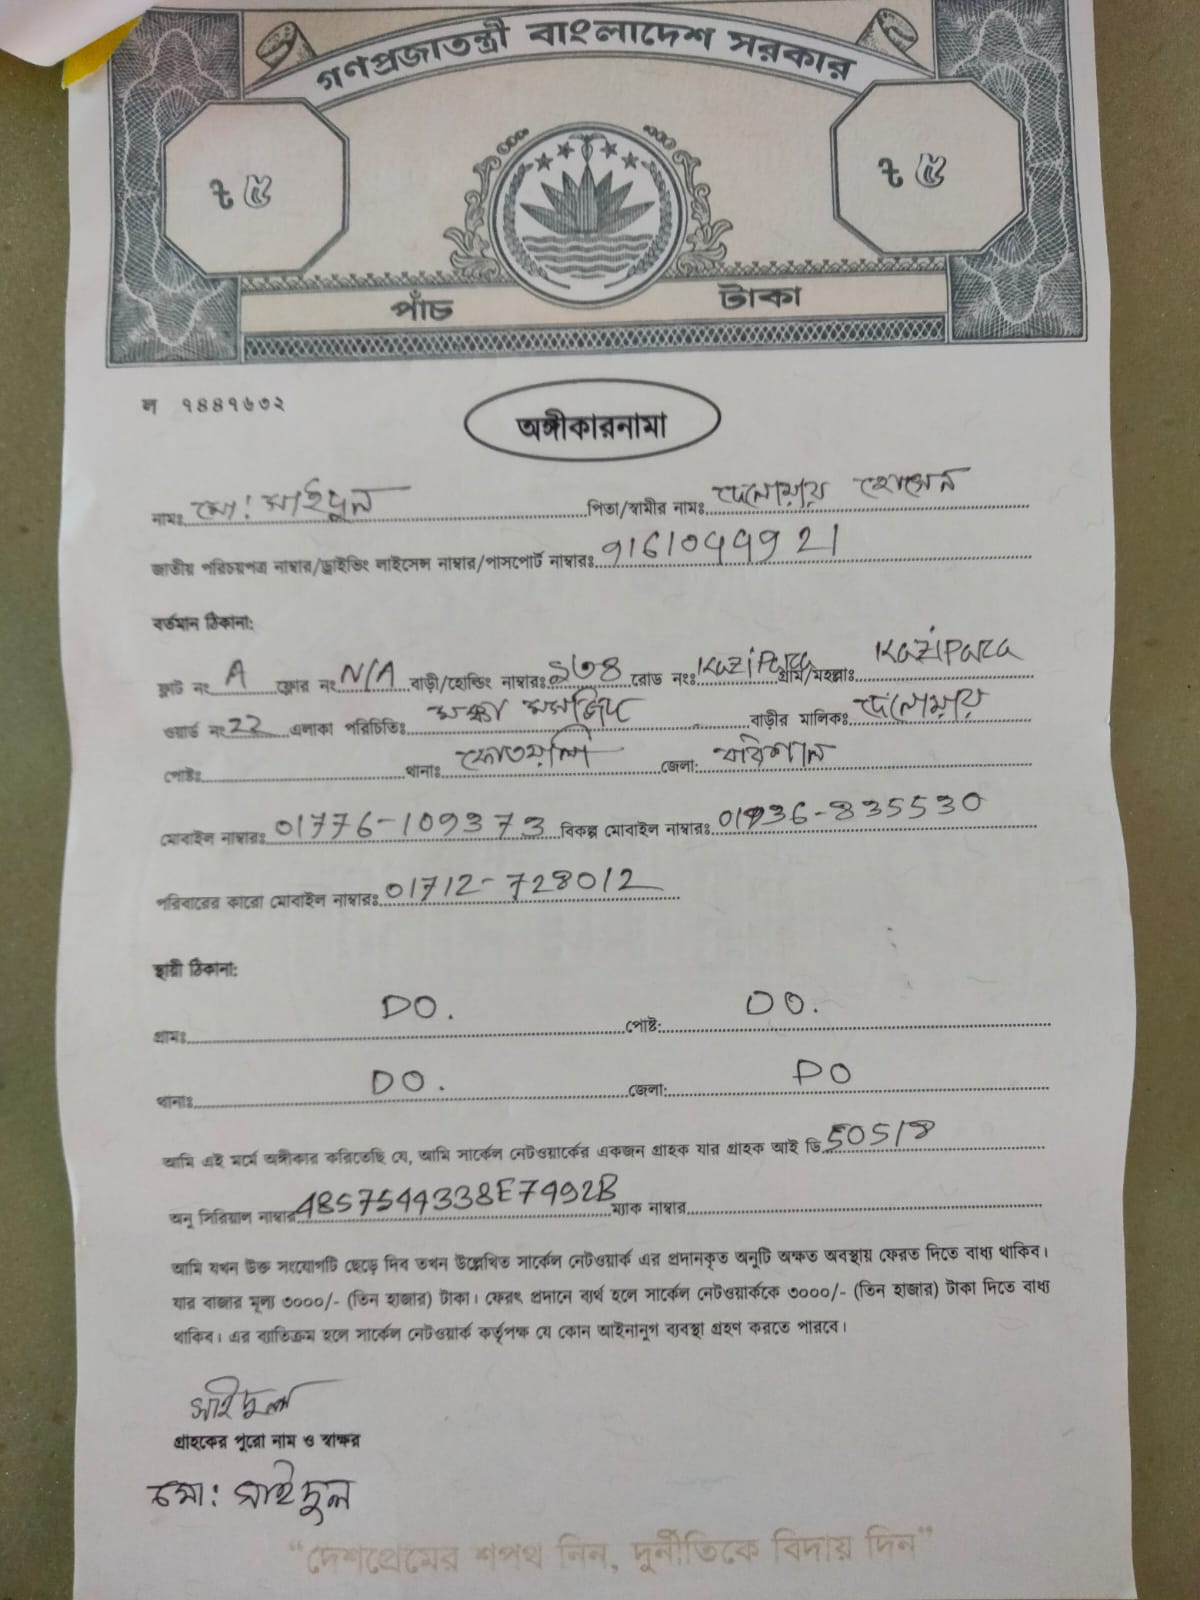 গণপ্রজাতন্ত্রী বাংলাদেশ সরকার
৳ ৫ ৳ ৫
পাঁচ টাকা
ল ৭৪৪৭৬৩২
অঙ্গীকারনামা
নামঃ মো: সাইদুল পিতা/স্বামীর নামঃ দেলোয়ার হোসেন
জাতীয় পরিচয়পত্র নাম্বার/ড্রাইভিং লাইসেন্স নাম্বার/পাসপোর্ট নাম্বারঃ
বর্তমান ঠিকানা:
ফ্লাট নং A ফ্লোর নং N/A বাড়ী/হোল্ডিং নাম্বারঃ রোড নং: Kazipara গ্রাম/মহল্লাঃ Kazipara
ওয়ার্ড নং 22 এলাকা পরিচিতিঃ মক্কা মসজিদ বাড়ীর মালিকঃ দেলোয়ার
পোষ্টঃ থানাঃ কোতয়ালি জেলা: বরিশাল
মোবাইল নাম্বারঃ 01776-109373 বিকল্প মোবাইল নাম্বারঃ
পরিবারের কারো মোবাইল নাম্বারঃ 01712-728012
স্থায়ী ঠিকানা:
গ্রামঃ DO. পোষ্ট: DO.
থানাঃ DO. জেলা: DO
আমি এই মর্মে অঙ্গীকার করিতেছি যে, আমি সার্কেল নেটওয়ার্কের একজন গ্রাহক যার গ্রাহক আই ডি 50518
অনু সিরিয়াল নাম্বার 4857544338E7492B ম্যাক নাম্বার
আমি যখন উক্ত সংযোগটি ছেড়ে দিব তখন উল্লেখিত সার্কেল নেটওয়ার্ক এর প্রদানকৃত অনুটি অক্ষত অবস্থায় ফেরত দিতে বাধ্য থাকিব।
যার বাজার মূল্য ৩০০০/- (তিন হাজার) টাকা। ফেরৎ প্রদানে ব্যর্থ হলে সার্কেল নেটওয়ার্ককে ৩০০০/- (তিন হাজার) টাকা দিতে বাধ্য
থাকিব। এর ব্যতিক্রম হলে সার্কেল নেটওয়ার্ক কর্তৃপক্ষ যে কোন আইনানুগ ব্যবস্থা গ্রহণ করতে পারবে।
সাইদুল
গ্রাহকের পুরো নাম ও স্বাক্ষর
মো: সাইদুল
“দেশপ্রেমের শপথ নিন, দুর্নীতিকে বিদায় দিন”